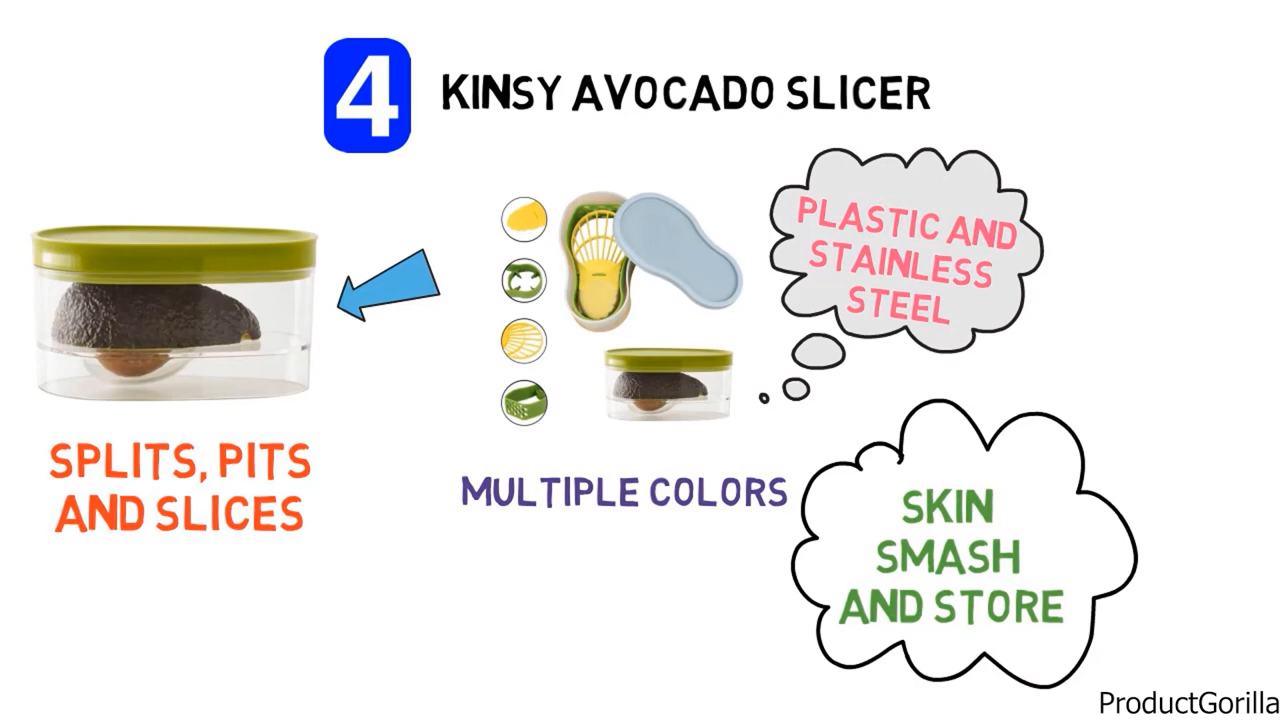 4
KINSY AVOCADO SLICER
PLASTIC AND
STAINLESS
STEEL
SPLITS, PITS
AND SLICES
MULTIPLE COLORS
SKIN
SMASH
AND STORE
ProductGorilla